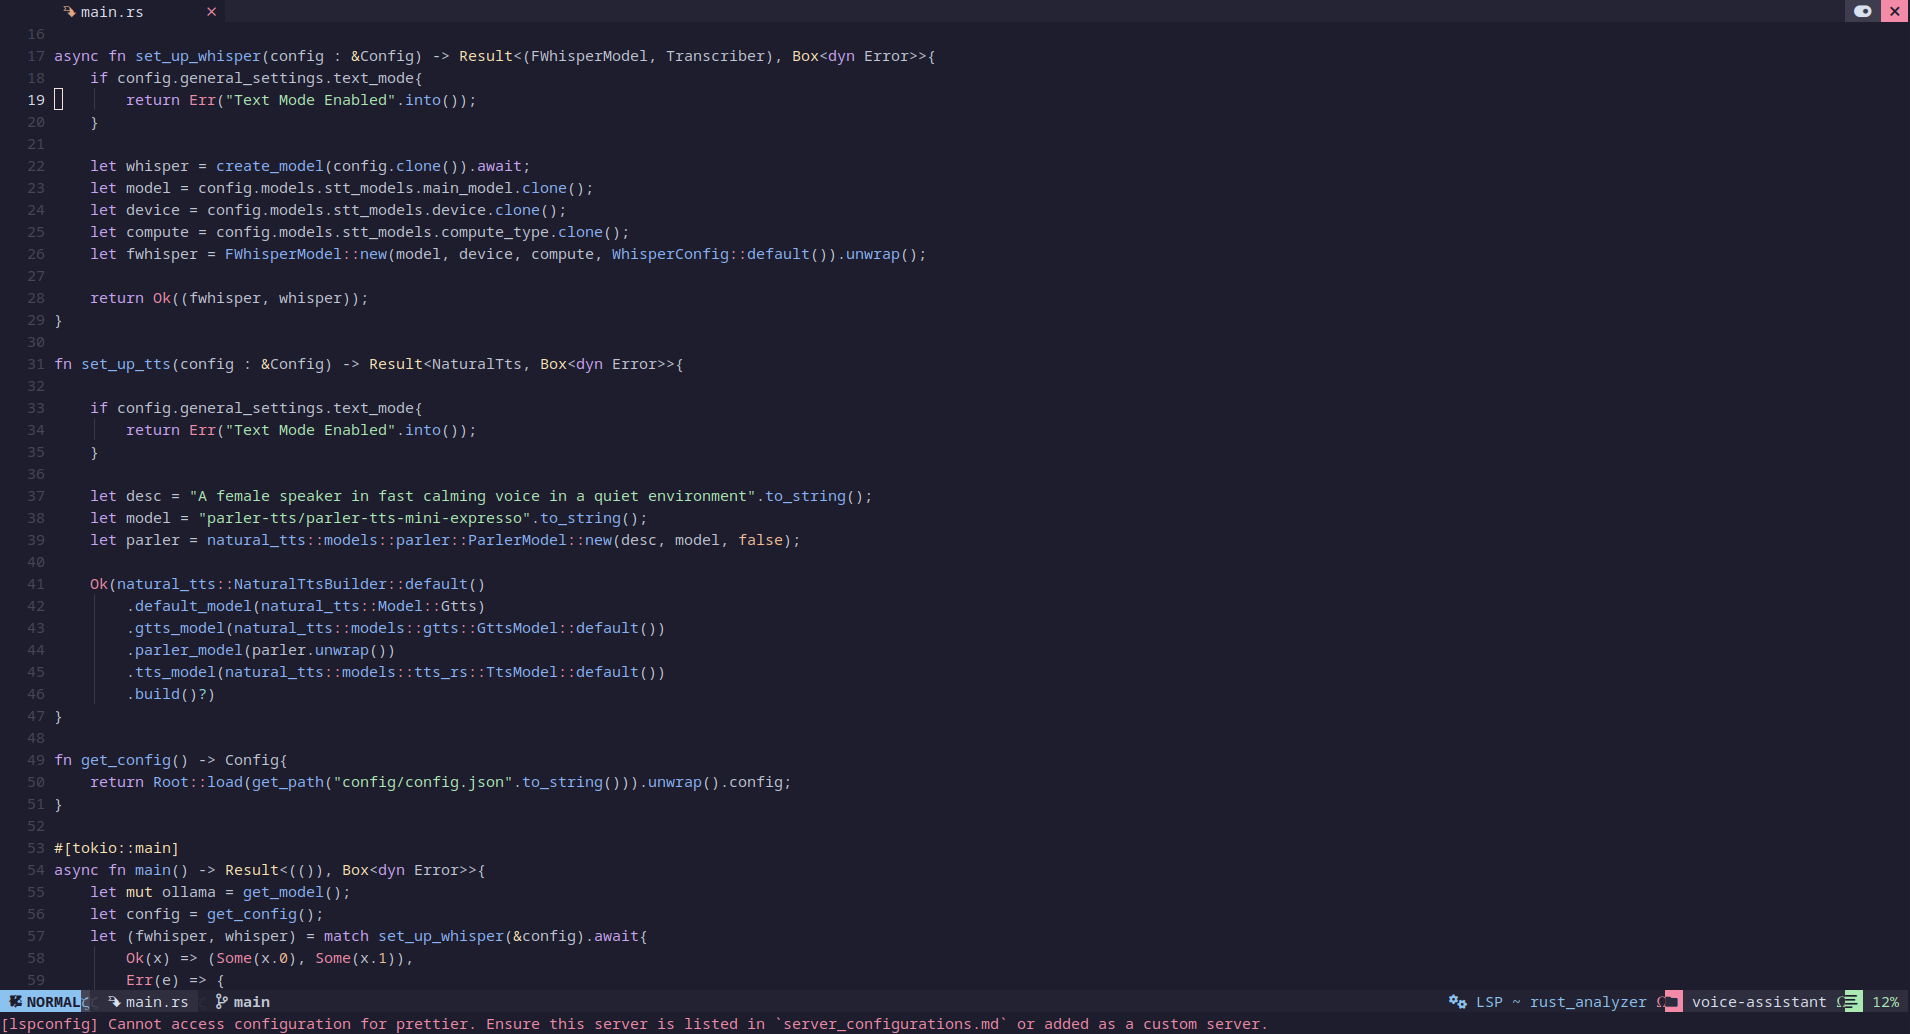 main.rs
16
17 async fn set_up_whisper(config : &Config) -> Result<(FWhisperModel, Transcriber), Box<dyn Error>>{
18     if config.general_settings.text_mode{
19         return Err("Text Mode Enabled".into());
20     }
21
22     let whisper = create_model(config.clone()).await;
23     let model = config.models.stt_models.main_model.clone();
24     let device = config.models.stt_models.device.clone();
25     let compute = config.models.stt_models.compute_type.clone();
26     let fwhisper = FWhisperModel::new(model, device, compute, WhisperConfig::default()).unwrap();
27
28     return Ok((fwhisper, whisper));
29 }
30
31 fn set_up_tts(config : &Config) -> Result<NaturalTts, Box<dyn Error>>{
32
33     if config.general_settings.text_mode{
34         return Err("Text Mode Enabled".into());
35     }
36
37     let desc = "A female speaker in fast calming voice in a quiet environment".to_string();
38     let model = "parler-tts/parler-tts-mini-expresso".to_string();
39     let parler = natural_tts::models::parler::ParlerModel::new(desc, model, false);
40
41     Ok(natural_tts::NaturalTtsBuilder::default()
42         .default_model(natural_tts::Model::Gtts)
43         .gtts_model(natural_tts::models::gtts::GttsModel::default())
44         .parler_model(parler.unwrap())
45         .tts_model(natural_tts::models::tts_rs::TtsModel::default())
46         .build()?)
47 }
48
49 fn get_config() -> Config{
50     return Root::load(get_path("config/config.json".to_string())).unwrap().config;
51 }
52
53 #[tokio::main]
54 async fn main() -> Result<(()), Box<dyn Error>>{
55     let mut ollama = get_model();
56     let config = get_config();
57     let (fwhisper, whisper) = match set_up_whisper(&config).await{
58         Ok(x) => (Some(x.0), Some(x.1)),
59         Err(e) => {
NORMAL main.rs main LSP ~ rust_analyzer voice-assistant 12%
[lspconfig] Cannot access configuration for prettier. Ensure this server is listed in `server_configurations.md` or added as a custom server.